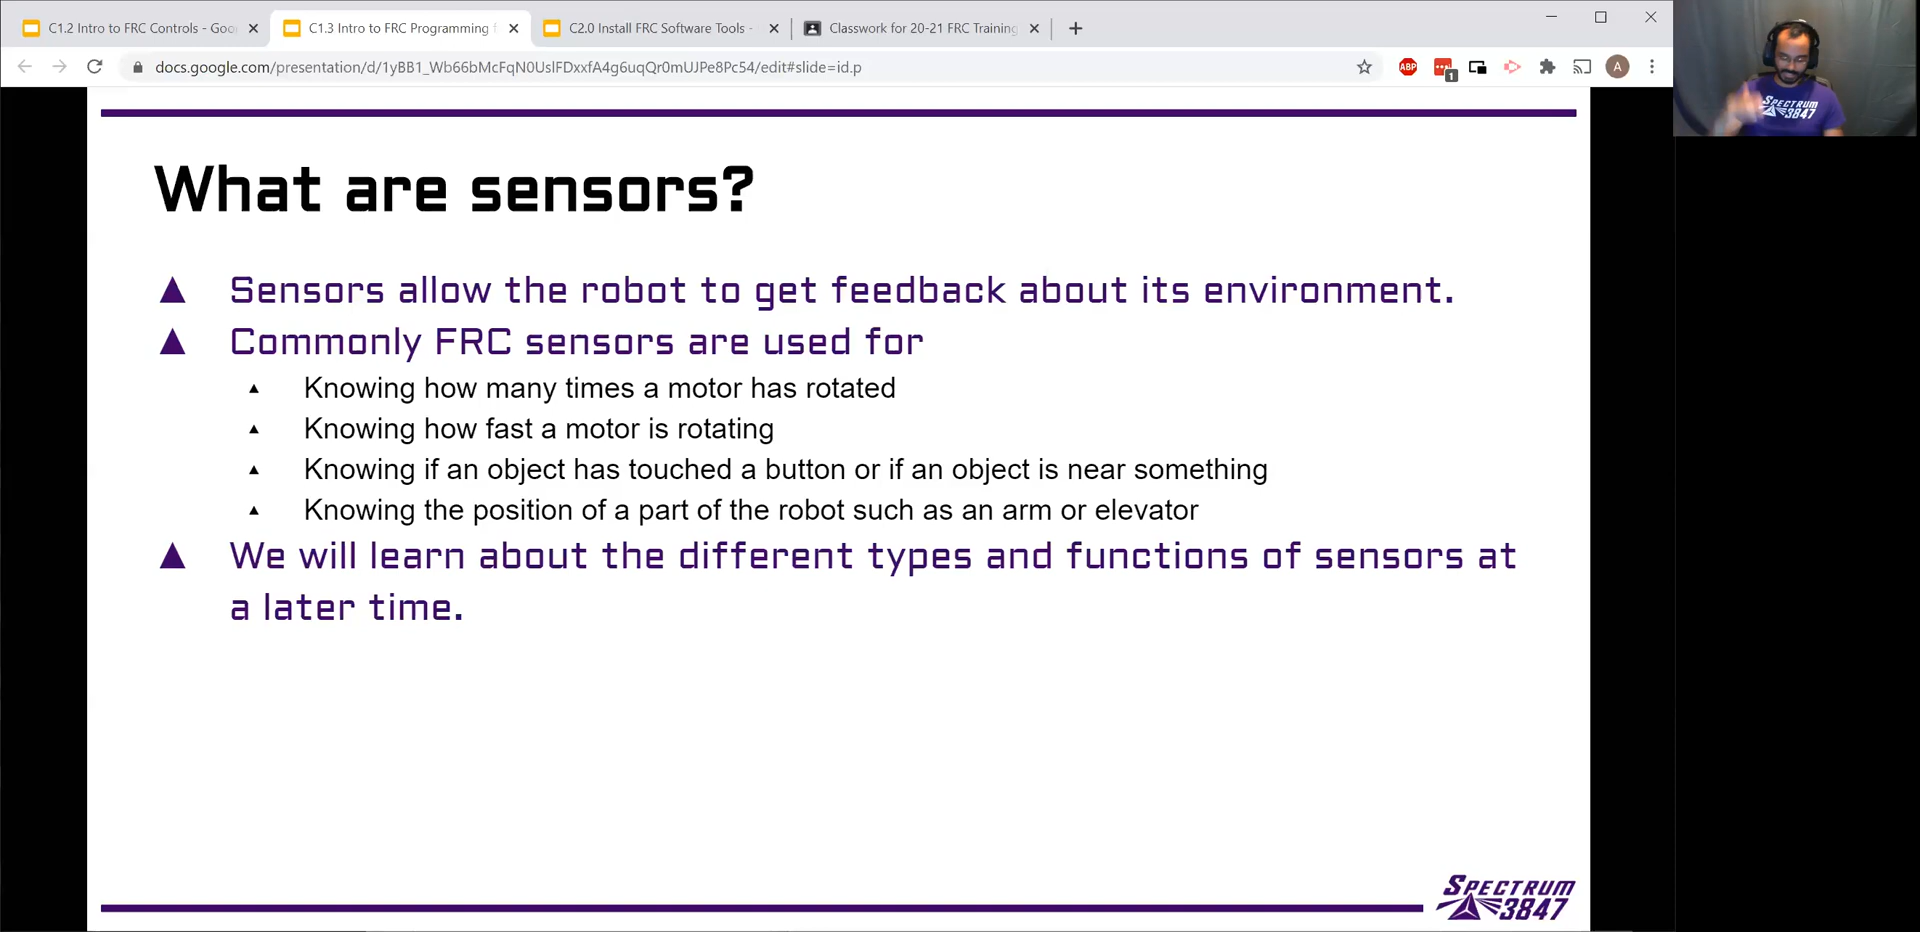 C1.2 Intro to FRC Controls - Goo
C1.3 Intro to FRC Programming f
C2.0 Install FRC Software Tools -
Classwork for 20-21 FRC Training
docs.google.com/presentation/d/1yBB1_Wb66bMcFqN0UslFDxxfA4g6uqQr0mUJPe8Pc54/edit#slide=id.p
ABP
1
A
SPECTRUM
3847
What are sensors?
Sensors allow the robot to get feedback about its environment.
Commonly FRC sensors are used for
Knowing how many times a motor has rotated
Knowing how fast a motor is rotating
Knowing if an object has touched a button or if an object is near something
Knowing the position of a part of the robot such as an arm or elevator
We will learn about the different types and functions of sensors at
a later time.
SPECTRUM
3847